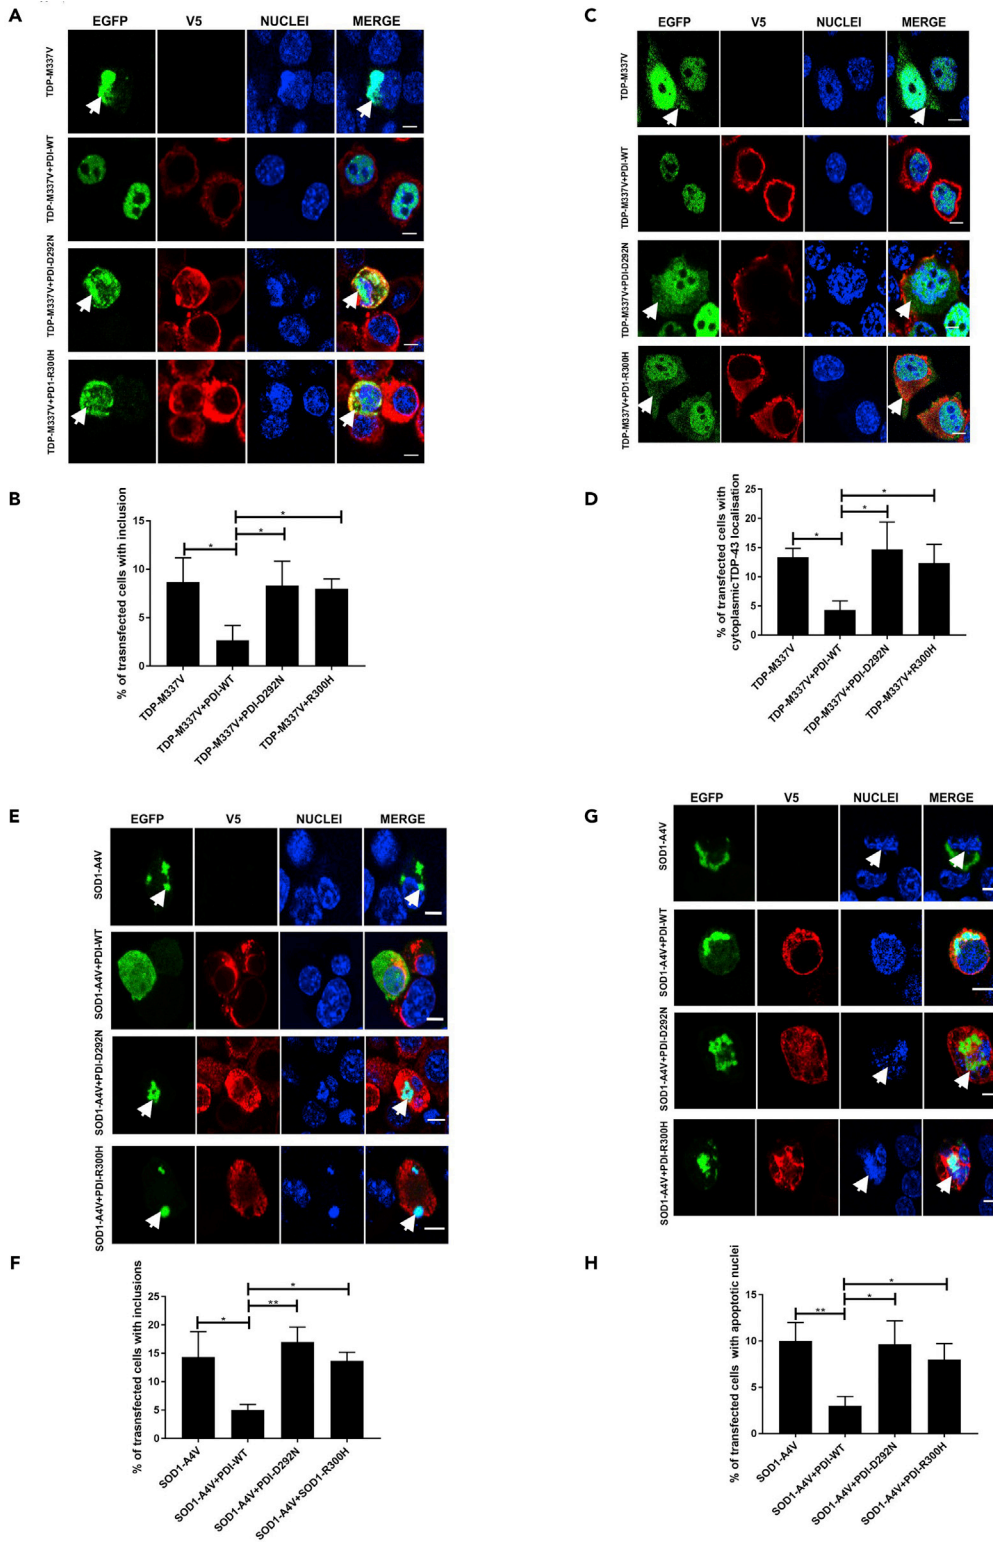 A
EGFP V5 NUCLEI MERGE
TDP-M337V
TDP-M337V+PDI-WT
TDP-M337V+PDI-D292N
TDP-M337V+PD1-R300H
B
% of trasnsfected cells with inclusion
15
10
5
0
* * *
TDP-M337V
TDP-M337V+PDI-WT
TDP-M337V+PDI-D292N
TDP-M337V+R300H
C
EGFP V5 NUCLEI MERGE
TDP-M337V
TDP-M337V+PDI-WT
TDP-M337V+PDI-D292N
TDP-M337V+PD1-R300H
D
% of transfected cells with
cytoplasmicTDP-43 localisation
25
20
15
10
5
0
* * *
TDP-M337V
TDP-M337V+PDI-WT
TDP-M337V+PDI-D292N
TDP-M337V+R300H
E
EGFP V5 NUCLEI MERGE
SOD1-A4V
SOD1-A4V+PDI-WT
SOD1-A4V+PDI-D292N
SOD1-A4V+PDI-R300H
F
% of trasnsfected cells with inclusions
25
20
15
10
5
0
* ** *
SOD1-A4V
SOD1-A4V+PDI-WT
SOD1-A4V+PDI-D292N
SOD1-A4V+SOD1-R300H
G
EGFP V5 NUCLEI MERGE
SOD1-A4V
SOD1-A4V+PDI-WT
SOD1-A4V+PDI-D292N
SOD1-A4V+PDI-R300H
H
% of transfected cells with apoptotic nuclei
15
10
5
0
** * *
SOD1-A4V
SOD1-A4V+PDI-WT
SOD1-A4V+PDI-D292N
SOD1-A4V+PDI-R300H